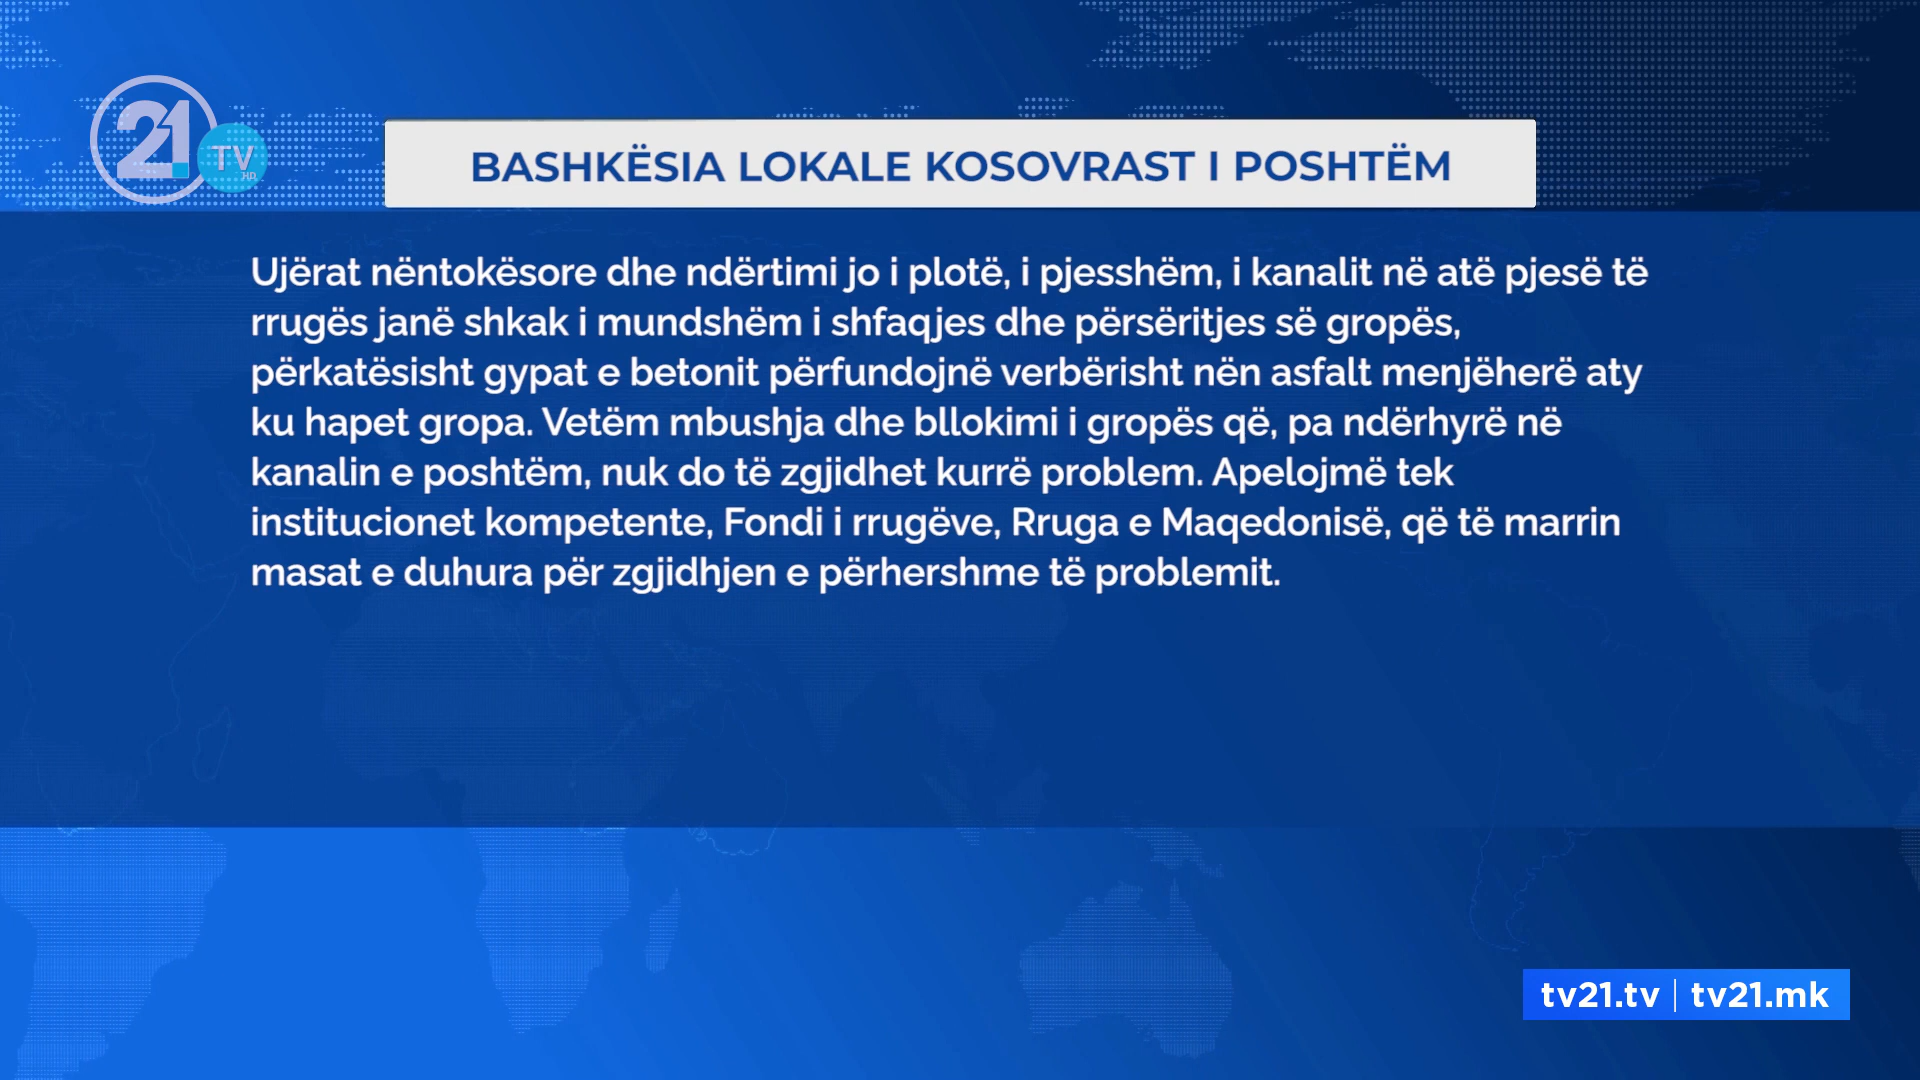 21
TV
HD
BASHKËSIA LOKALE KOSOVRAST I POSHTËM
Ujërat nëntokësore dhe ndërtimi jo i plotë, i pjesshëm, i kanalit në atë pjesë të
rrugës janë shkak i mundshëm i shfaqjes dhe përsëritjes së gropës,
përkatësisht gypat e betonit përfundojnë verbërisht nën asfalt menjëherë aty
ku hapet gropa. Vetëm mbushja dhe bllokimi i gropës që, pa ndërhyrë në
kanalin e poshtëm, nuk do të zgjidhet kurrë problem. Apelojmë tek
institucionet kompetente, Fondi i rrugëve, Rruga e Maqedonisë, që të marrin
masat e duhura për zgjidhjen e përhershme të problemit.
tv21.tv | tv21.mk